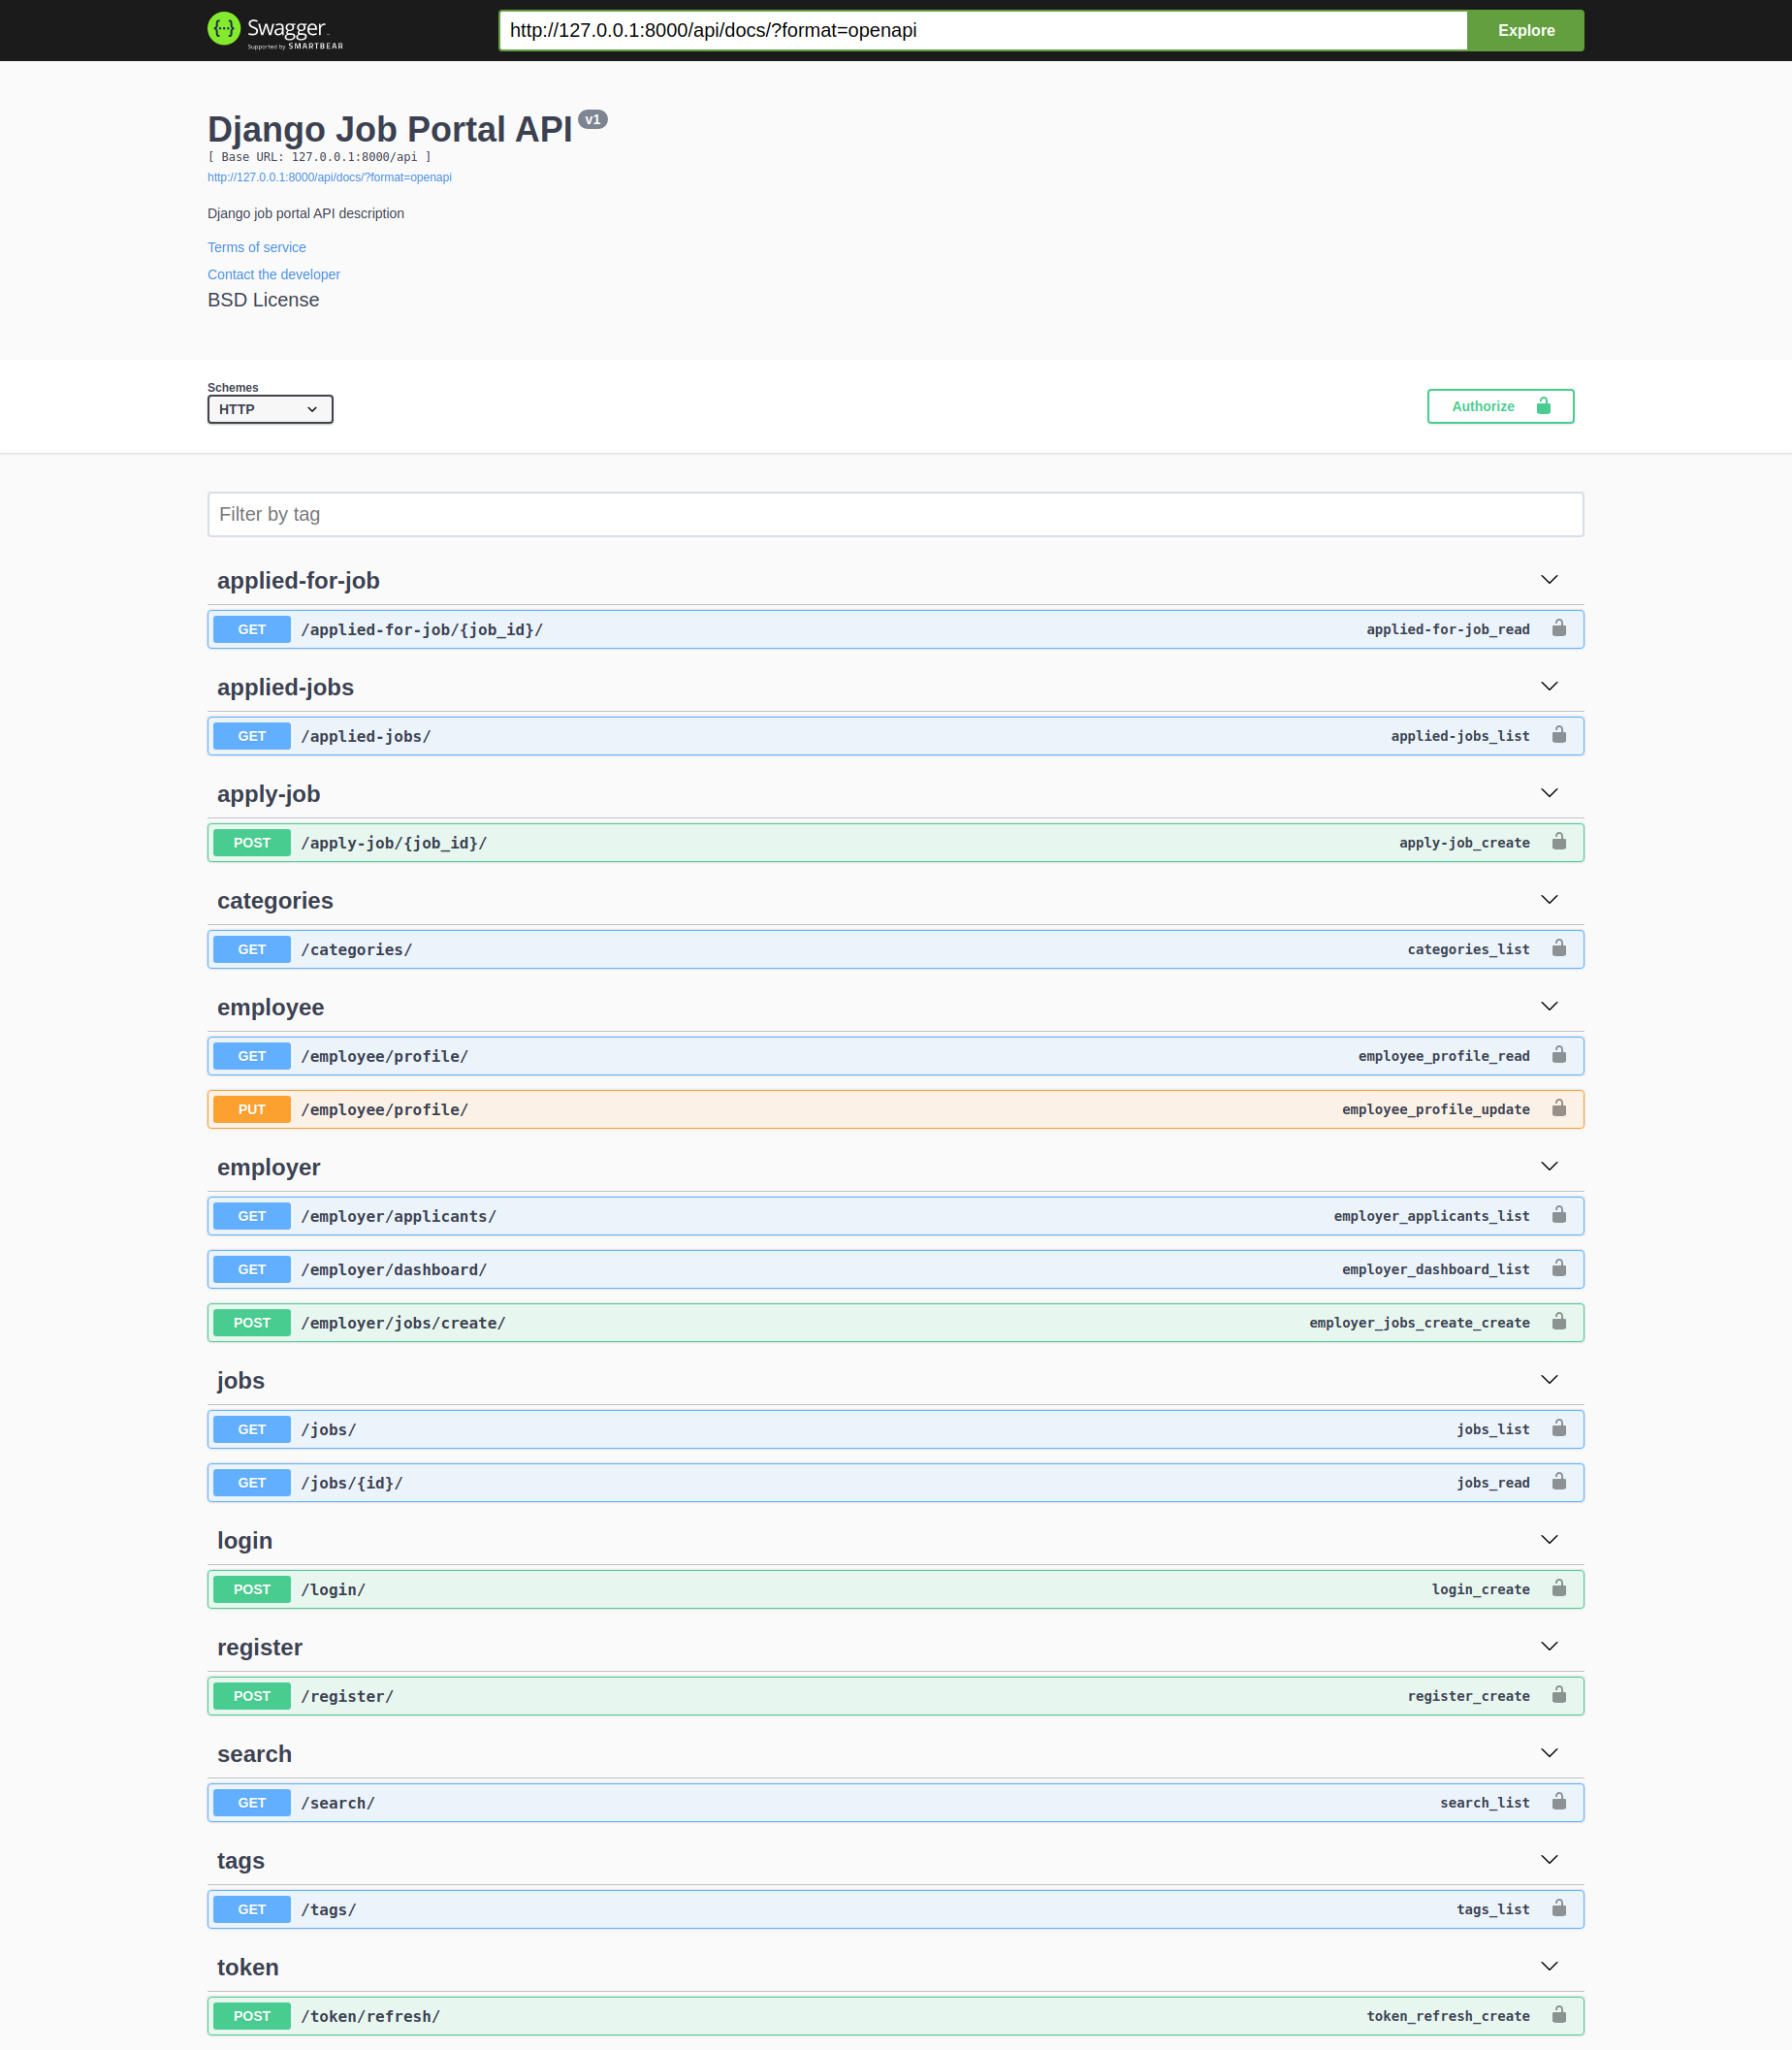 Swagger
Supported by SMARTBEAR
http://127.0.0.1:8000/api/docs/?format=openapi
Explore
Django Job Portal API v1
[ Base URL: 127.0.0.1:8000/api ]
http://127.0.0.1:8000/api/docs/?format=openapi
Django job portal API description
Terms of service
Contact the developer
BSD License
Schemes
HTTP
Authorize
Filter by tag
applied-for-job
GET /applied-for-job/{job_id}/ applied-for-job_read
applied-jobs
GET /applied-jobs/ applied-jobs_list
apply-job
POST /apply-job/{job_id}/ apply-job_create
categories
GET /categories/ categories_list
employee
GET /employee/profile/ employee_profile_read
PUT /employee/profile/ employee_profile_update
employer
GET /employer/applicants/ employer_applicants_list
GET /employer/dashboard/ employer_dashboard_list
POST /employer/jobs/create/ employer_jobs_create_create
jobs
GET /jobs/ jobs_list
GET /jobs/{id}/ jobs_read
login
POST /login/ login_create
register
POST /register/ register_create
search
GET /search/ search_list
tags
GET /tags/ tags_list
token
POST /token/refresh/ token_refresh_create